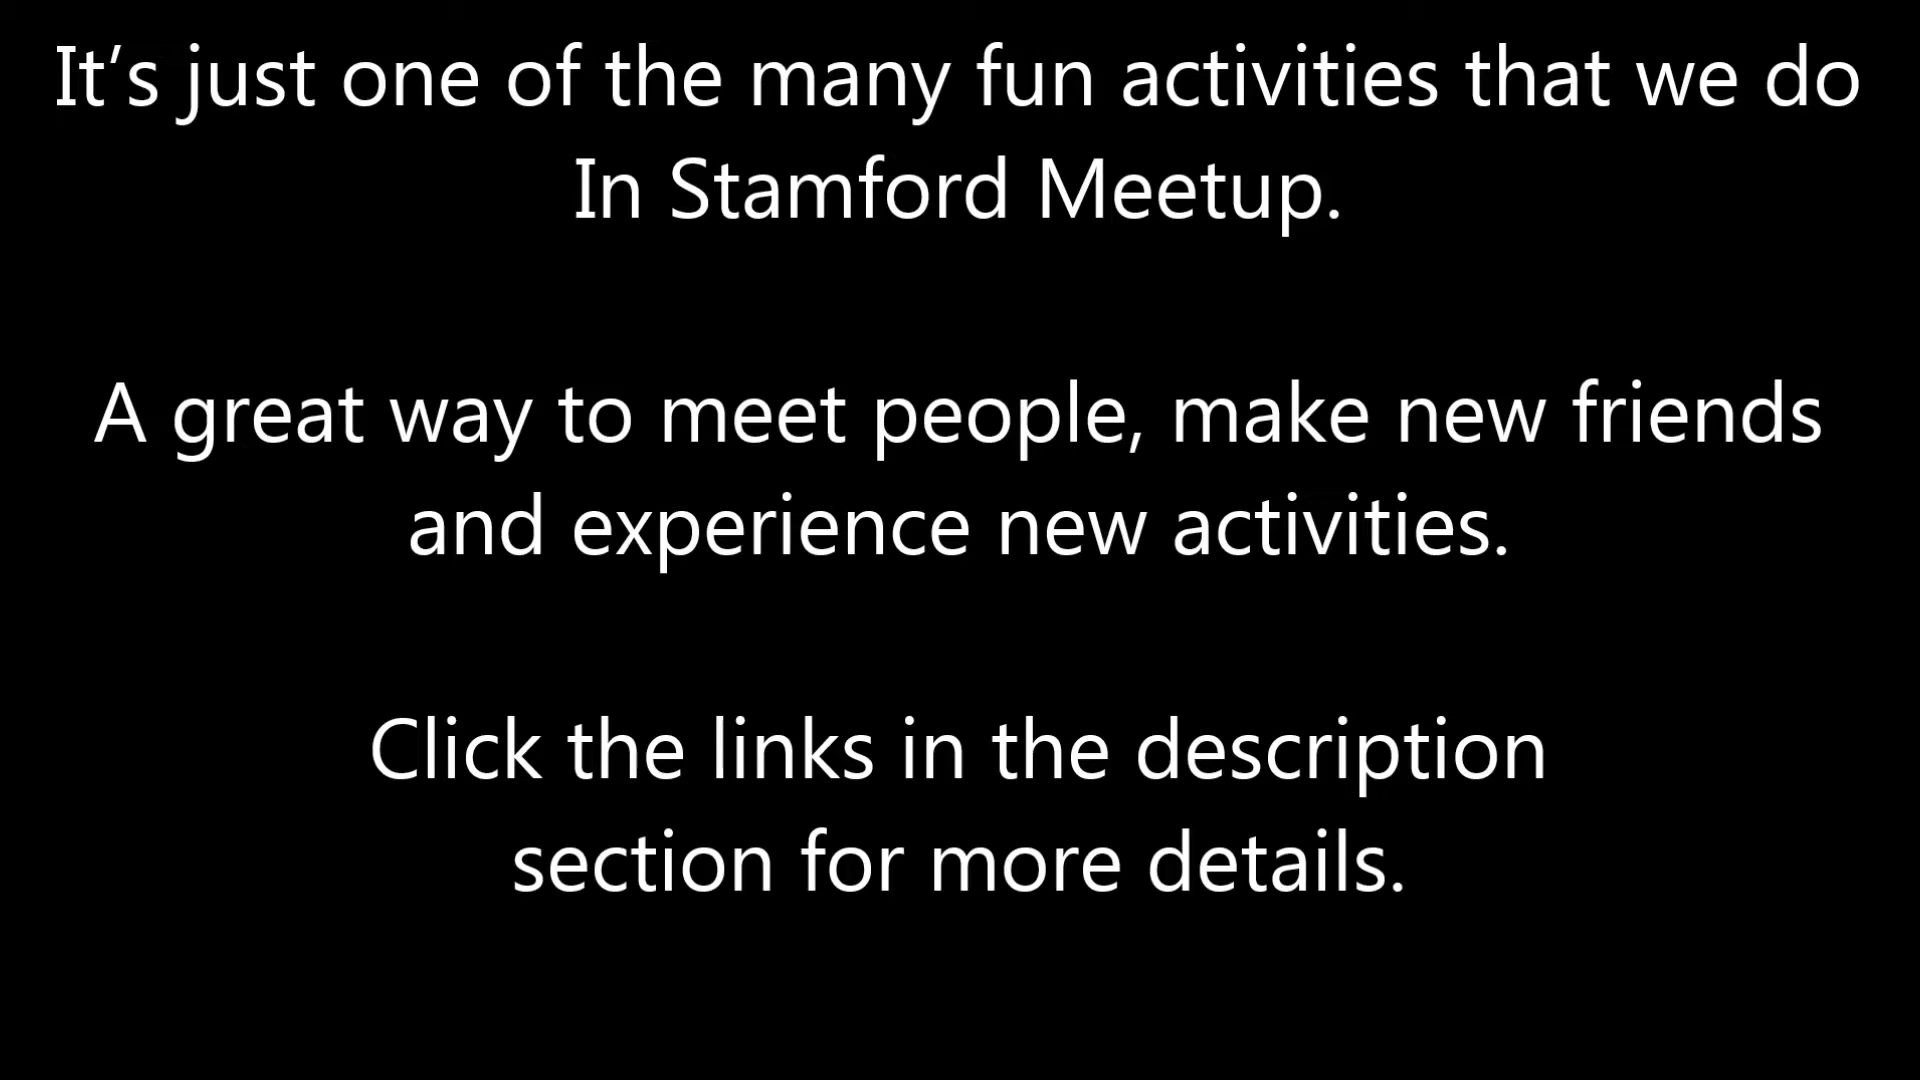 It’s just one of the many fun activities that we do
In Stamford Meetup.
A great way to meet people, make new friends
and experience new activities.
Click the links in the description
section for more details.